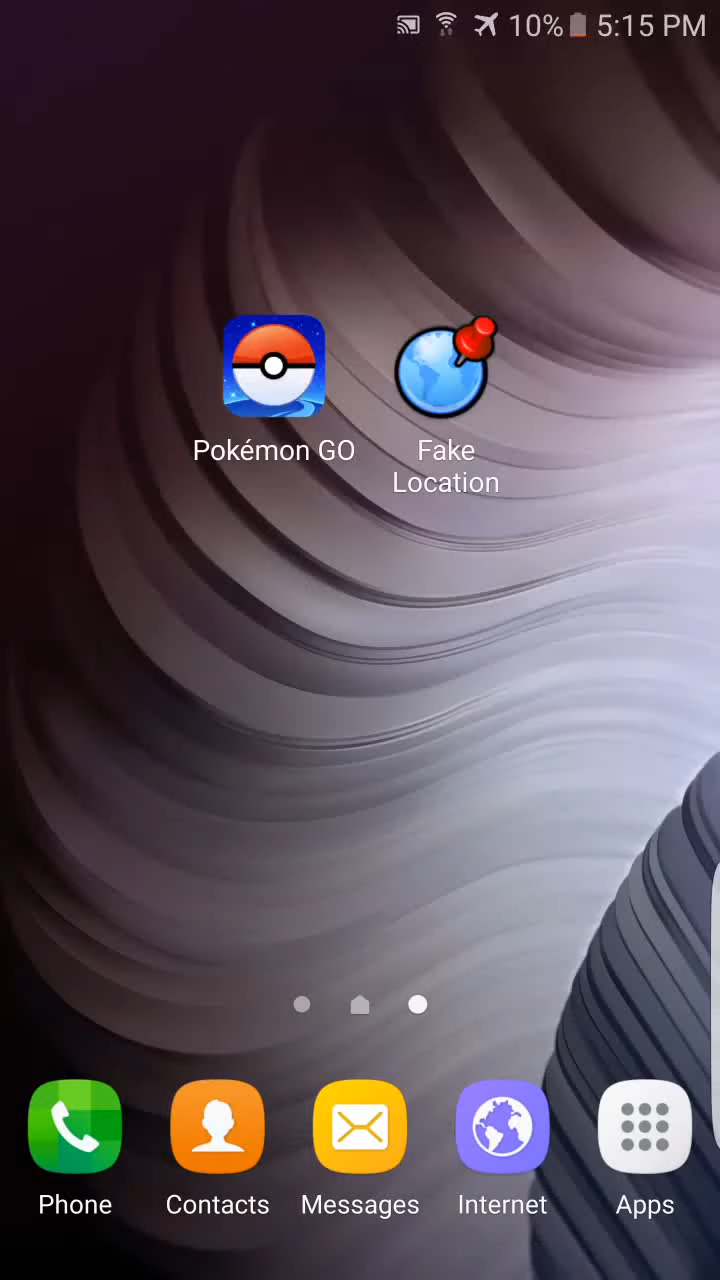 10% 5:15 PM
Pokémon GO
Fake
Location
Phone
Contacts
Messages
Internet
Apps